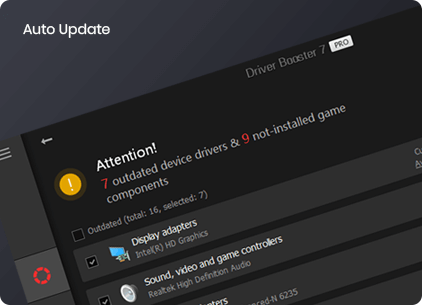 Auto Update
Driver Booster 7 PRO
Attention!
7 outdated device drivers & 9 not-installed game
components
Outdated (total: 16, selected: 7)
Display adapters
Intel(R) HD Graphics
Sound, video and game controllers
Realtek High Definition Audio
6235